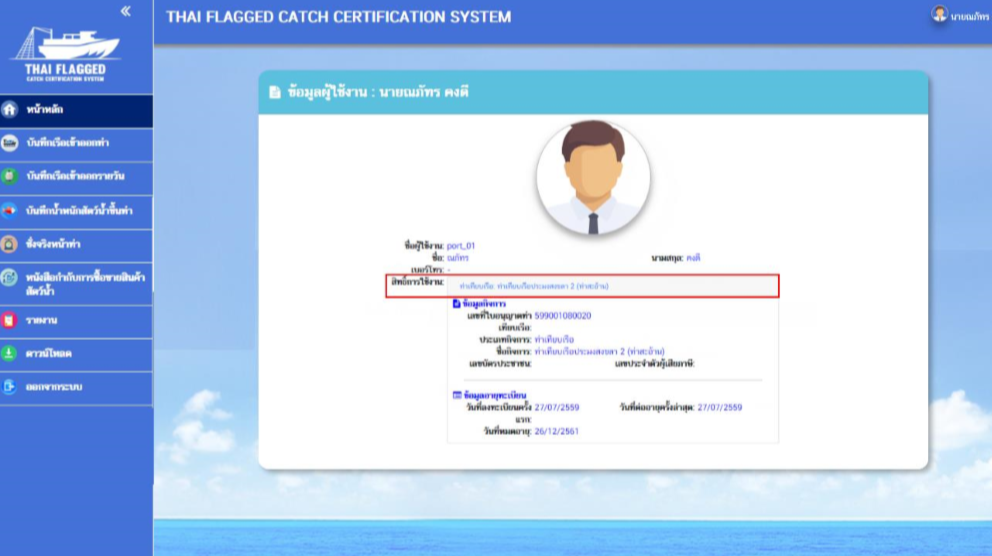 THAI FLAGGED CATCH CERTIFICATION SYSTEM
นายณภัทร
THAI FLAGGED
CATCH CERTIFICATION SYSTEM
หน้าหลัก
บันทึกเรือเข้าออกท่า
บันทึกเรือเข้าออกรายวัน
บันทึกน้ำหนักสัตว์น้ำขึ้นท่า
ชั่งจริงหน้าท่า
หนังสือกำกับการซื้อขายสินค้า
สัตว์น้ำ
รายงาน
ดาวน์โหลด
ออกจากระบบ
ข้อมูลผู้ใช้งาน : นายณภัทร คงดี
ชื่อผู้ใช้งาน: port_01
ชื่อ: ณภัทร นามสกุล: คงดี
เบอร์โทร: -
สิทธิ์การใช้งาน: ท่าเทียบเรือ ท่าเทียบเรือประมงสงขลา 2 (ท่าสะอ้าน)
ข้อมูลกิจการ
เลขที่ใบอนุญาตท่า 599001080020
เทียบเรือ:
ประเภทกิจการ: ท่าเทียบเรือ
ชื่อกิจการ: ท่าเทียบเรือประมงสงขลา 2 (ท่าสะอ้าน)
เลขบัตรประชาชน: เลขประจำตัวผู้เสียภาษี:
ข้อมูลอายุทะเบียน
วันที่ลงทะเบียนครั้ง 27/07/2559 วันที่ต่ออายุครั้งล่าสุด: 27/07/2559
แรก:
วันที่หมดอายุ: 26/12/2561